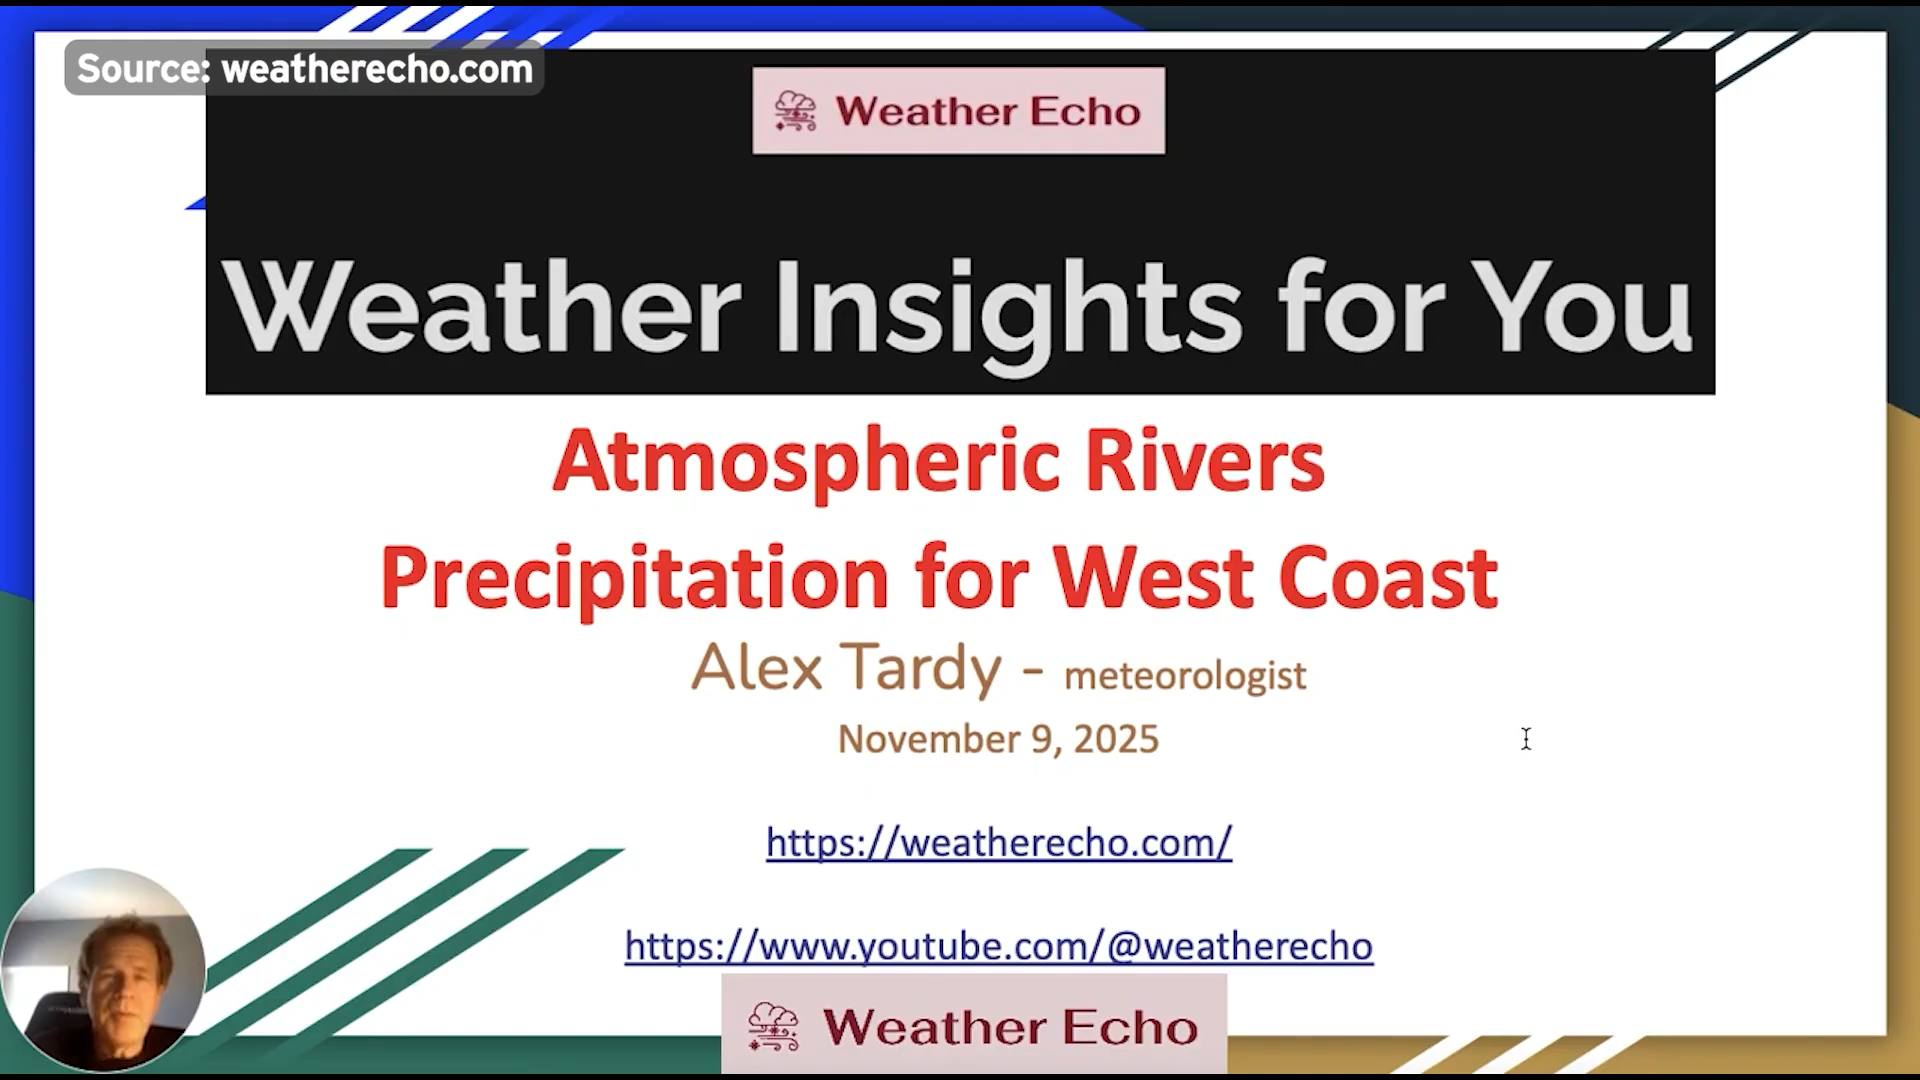 Source: weatherecho.com
Weather Echo
Weather Insights for You
Atmospheric Rivers
Precipitation for West Coast
Alex Tardy - meteorologist
November 9, 2025
https://weatherecho.com/
https://www.youtube.com/@weatherecho
Weather Echo